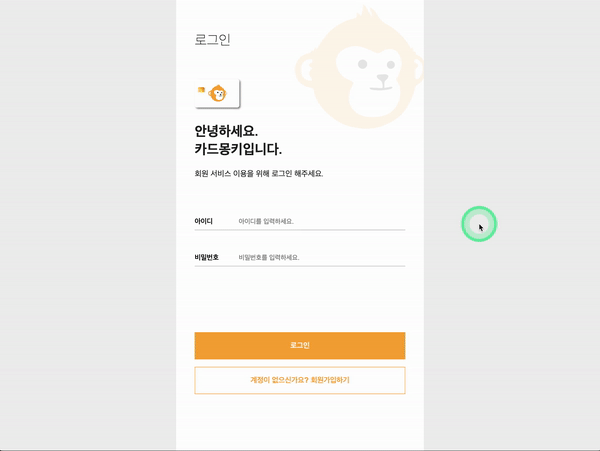 로그인
안녕하세요.
카드몽키입니다.
회원 서비스 이용을 위해 로그인 해주세요.
아이디 아이디를 입력하세요.
비밀번호 비밀번호를 입력하세요.
로그인
계정이 없으신가요? 회원가입하기